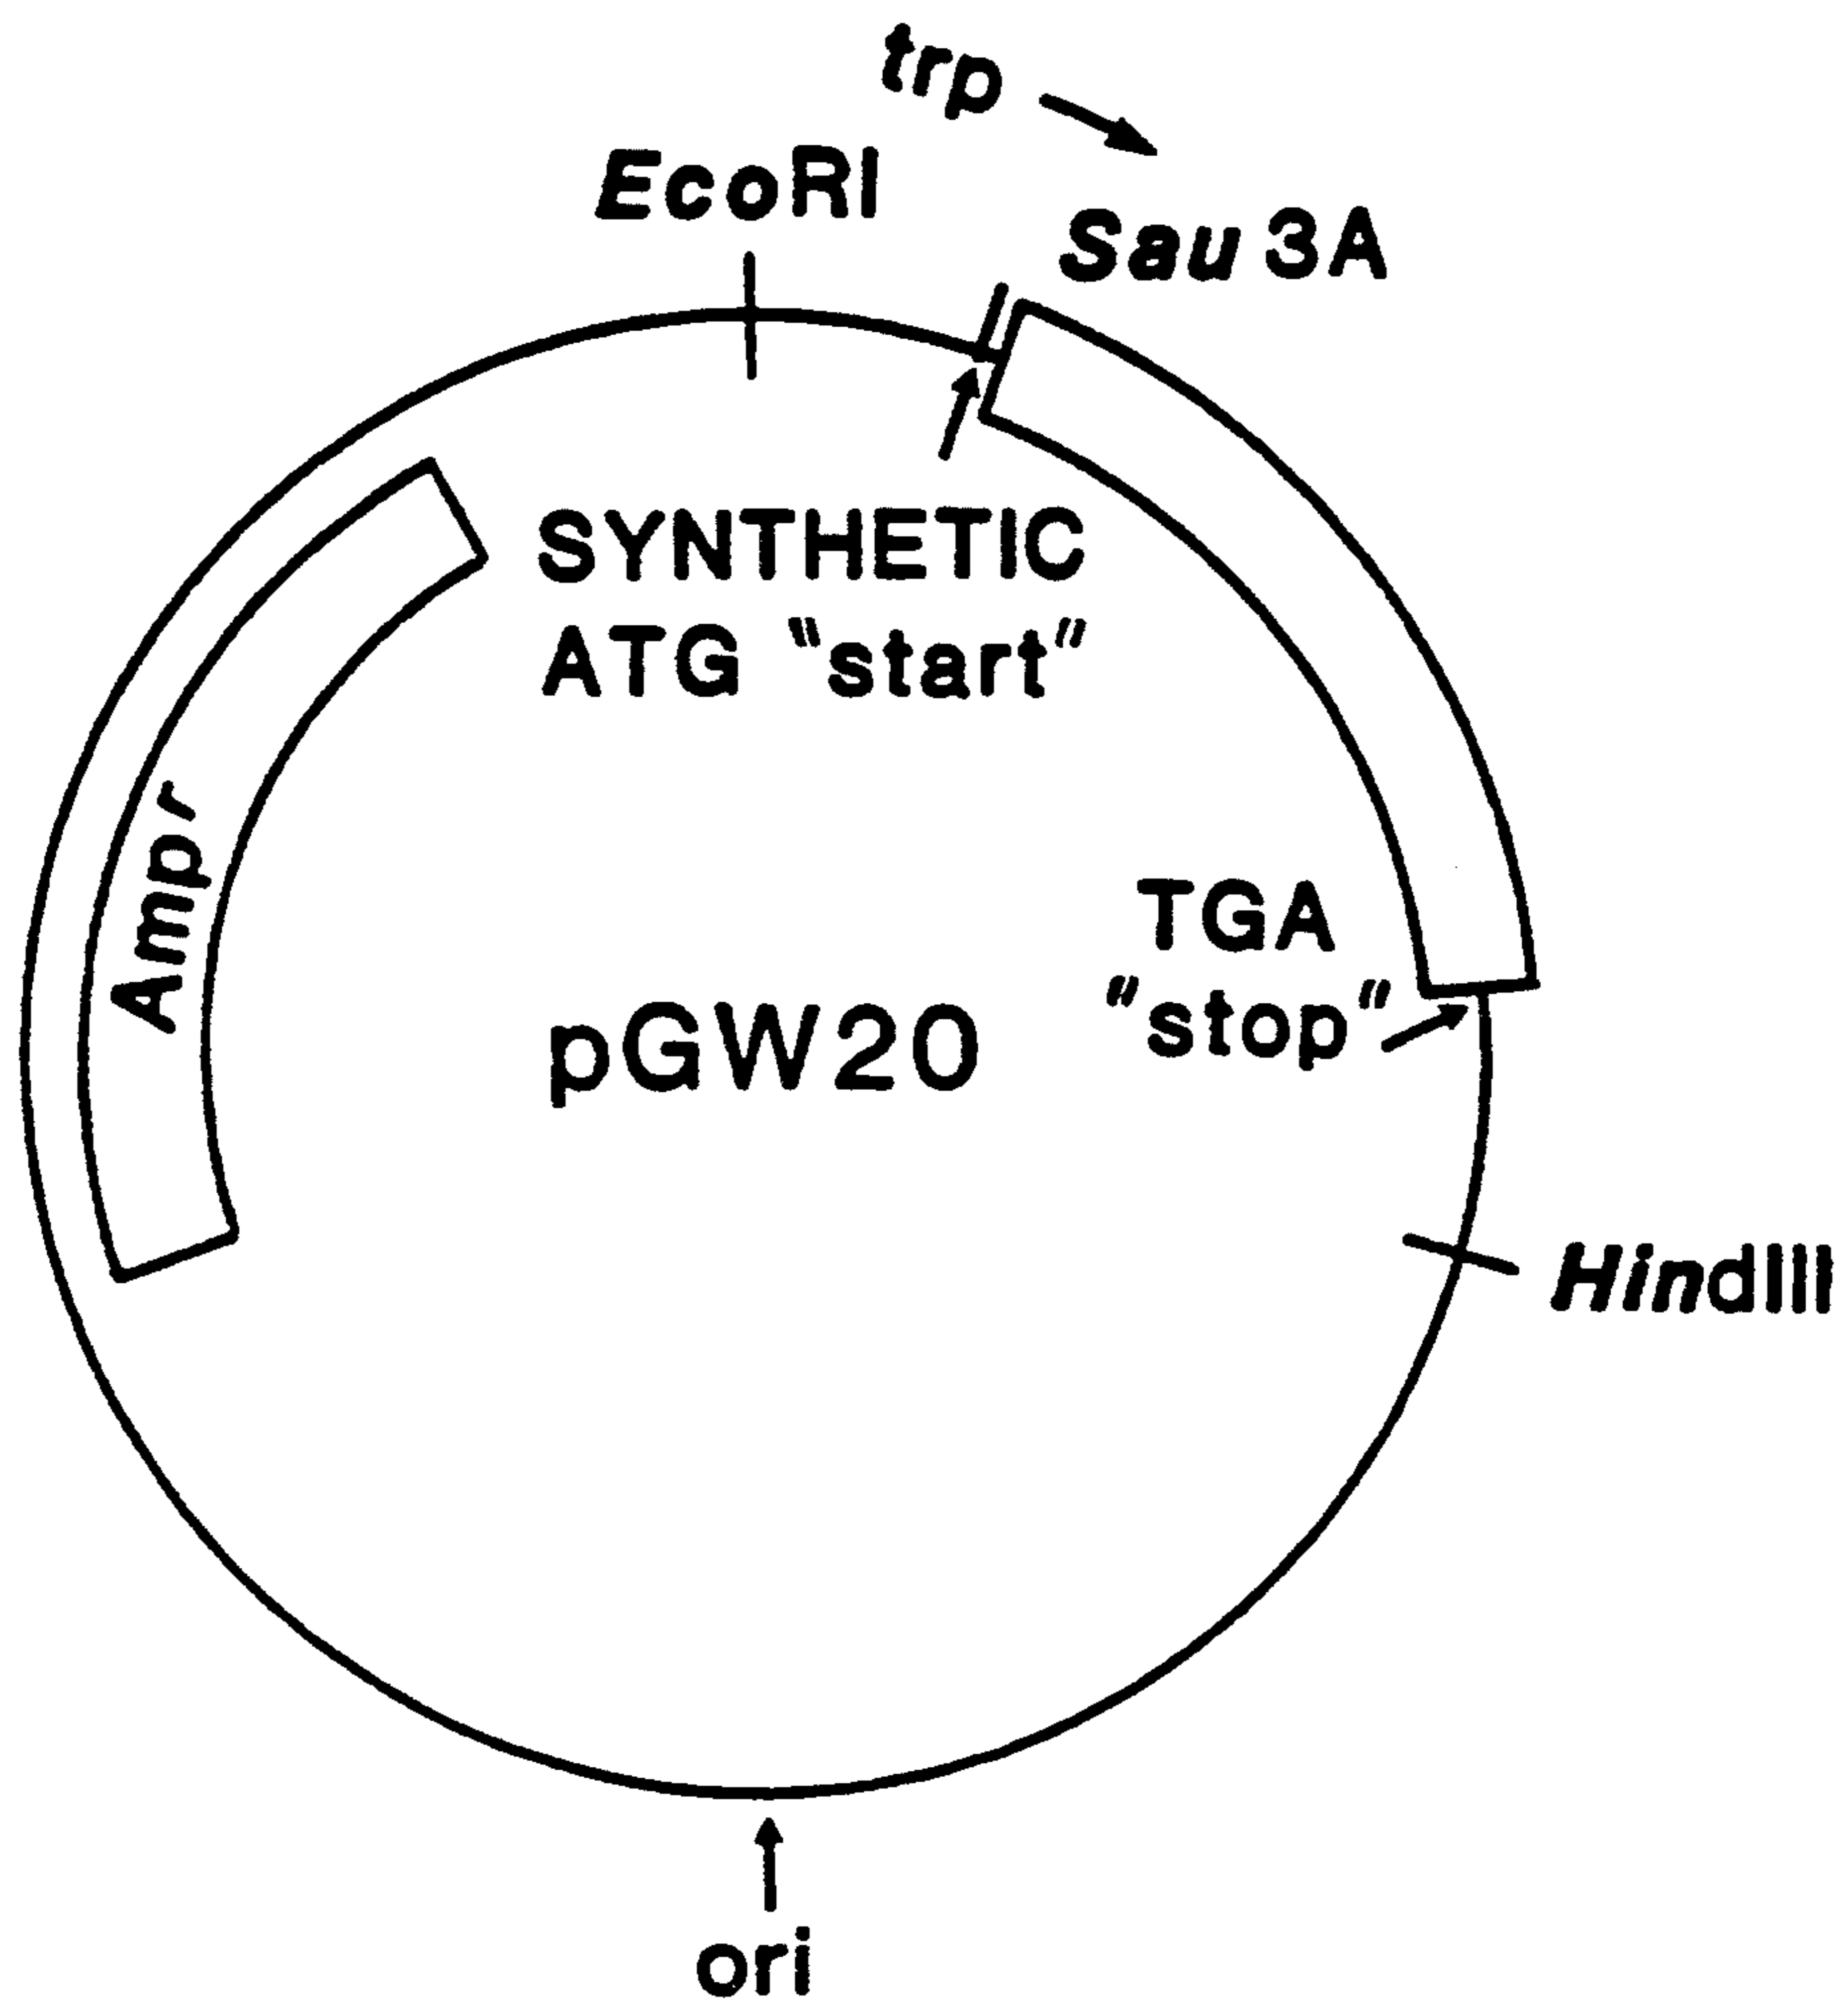 trp
EcoRI
Sau 3A
SYNTHETIC
ATG "start"
Ampr
TGA
"stop"
pGW20
HindIII
ori